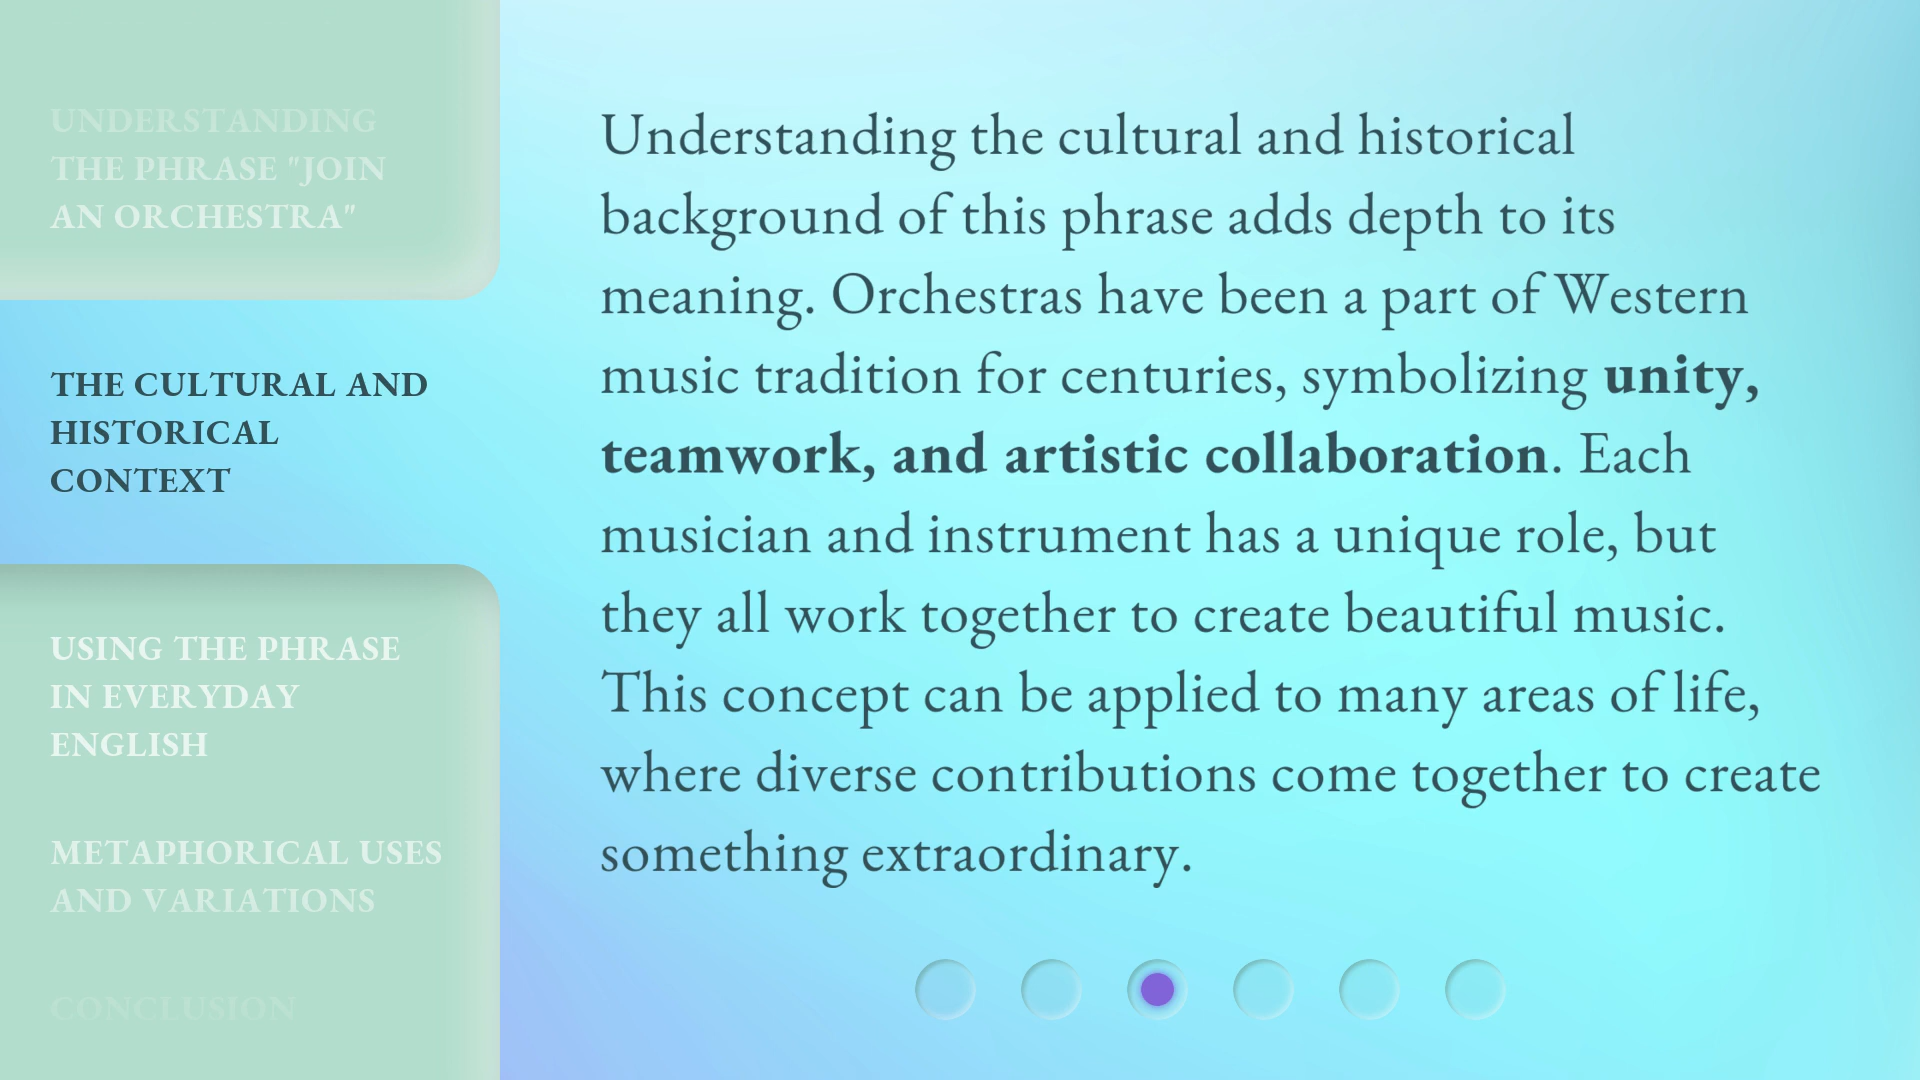 UNDERSTANDING
THE PHRASE "JOIN
AN ORCHESTRA"
THE CULTURAL AND
HISTORICAL
CONTEXT
USING THE PHRASE
IN EVERYDAY
ENGLISH
METAPHORICAL USES
AND VARIATIONS
CONCLUSION
Understanding the cultural and historical
background of this phrase adds depth to its
meaning. Orchestras have been a part of Western
music tradition for centuries, symbolizing unity,
teamwork, and artistic collaboration. Each
musician and instrument has a unique role, but
they all work together to create beautiful music.
This concept can be applied to many areas of life,
where diverse contributions come together to create
something extraordinary.